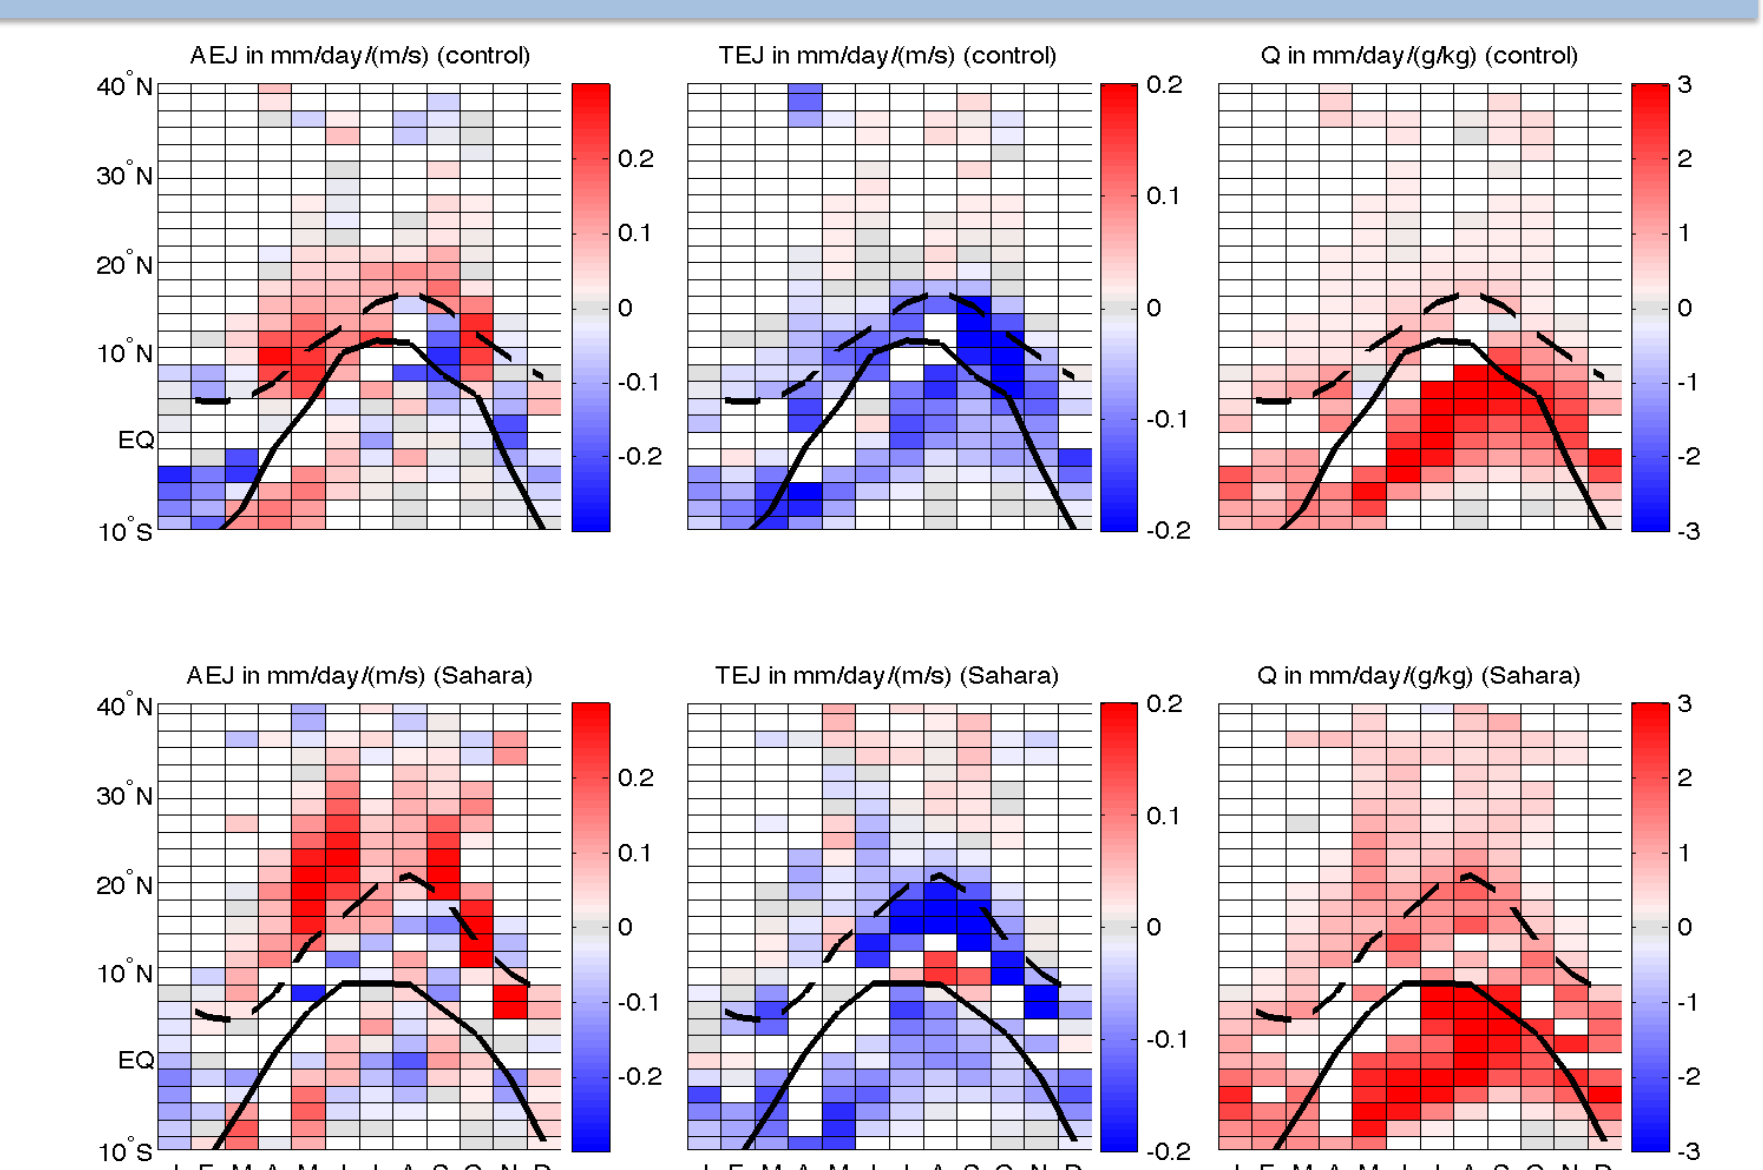 AEJ in mm/day/(m/s) (control)
TEJ in mm/day/(m/s) (control)
Q in mm/day/(g/kg) (control)
40°N
30°N
20°N
10°N
EQ
10°S
0.2
0.1
0
-0.1
-0.2
0.2
0.1
0
-0.1
-0.2
3
2
1
0
-1
-2
-3
AEJ in mm/day/(m/s) (Sahara)
TEJ in mm/day/(m/s) (Sahara)
Q in mm/day/(g/kg) (Sahara)
40°N
30°N
20°N
10°N
EQ
10°S
0.2
0.1
0
-0.1
-0.2
0.2
0.1
0
-0.1
-0.2
3
2
1
0
-1
-2
-3
J F M A M J J A S O N D
J F M A M J J A S O N D
J F M A M J J A S O N D